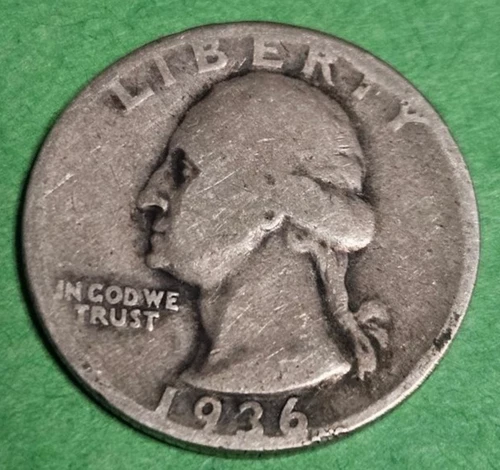 LIBERTY
IN GOD WE
TRUST
1936